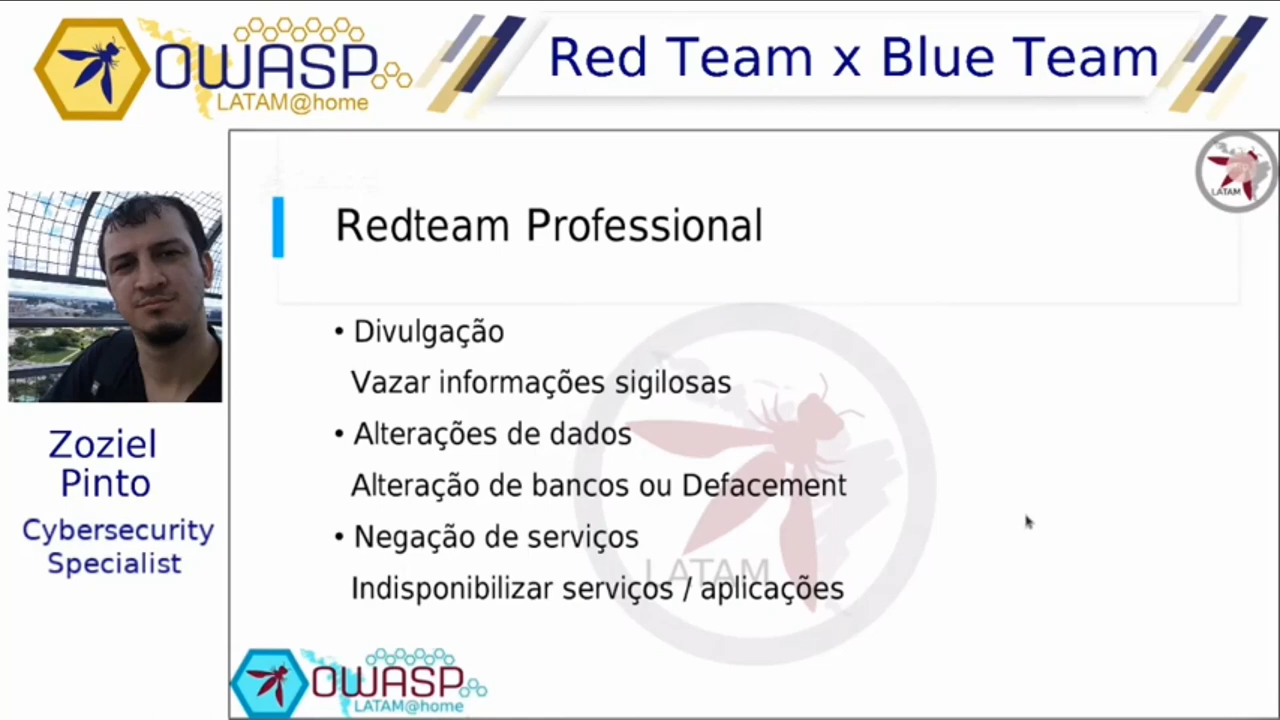 OWASP
LATAM@home
Red Team x Blue Team
LATAM
Redteam Professional
• Divulgação
Vazar informações sigilosas
• Alterações de dados
Alteração de bancos ou Defacement
• Negação de serviços
LATAM
Indisponibilizar serviços / aplicações
Zoziel
Pinto
Cybersecurity
Specialist
OWASP
LATAM@home